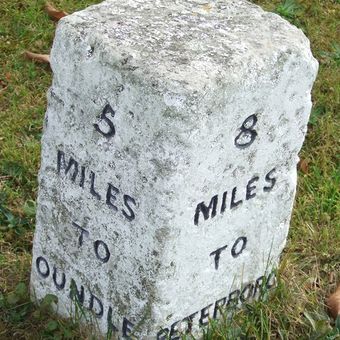 5
MILES
TO
OUNDLE
8
MILES
TO
PETERBORO